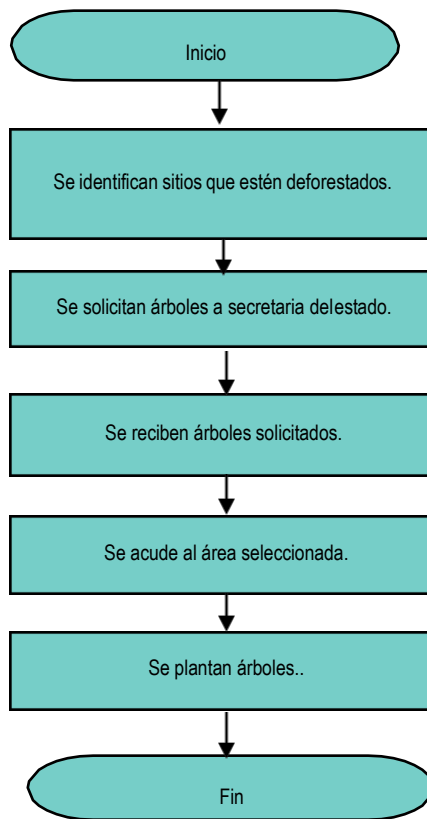 Inicio
Se identifican sitios que estén deforestados.
Se solicitan árboles a secretaria delestado.
Se reciben árboles solicitados.
Se acude al área seleccionada.
Se plantan árboles..
Fin